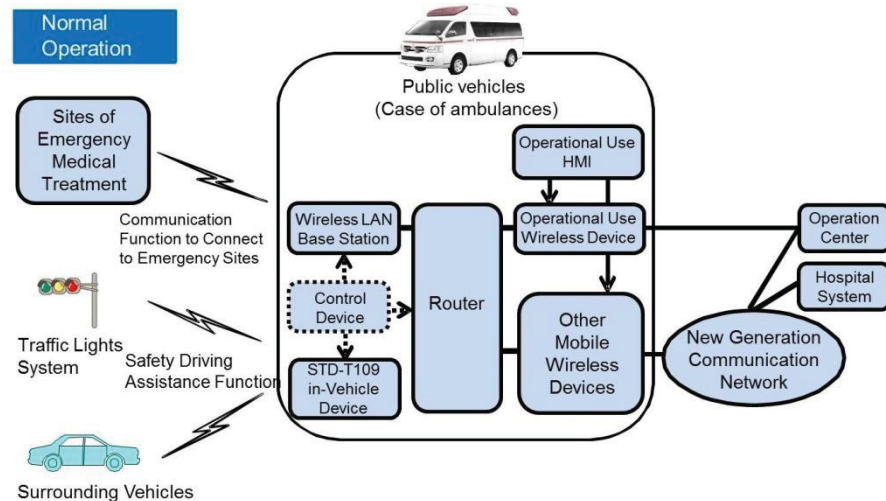 Normal
Operation
Public vehicles
(Case of ambulances)
Sites of
Emergency
Medical
Treatment
Communication
Function to Connect
to Emergency Sites
Traffic Lights
System
Safety Driving
Assistance Function
Surrounding Vehicles
Wireless LAN
Base Station
Control
Device
STD-T109
in-Vehicle
Device
Router
Operational Use
HMI
Operational Use
Wireless Device
Other
Mobile
Wireless
Devices
Operation
Center
Hospital
System
New Generation
Communication
Network